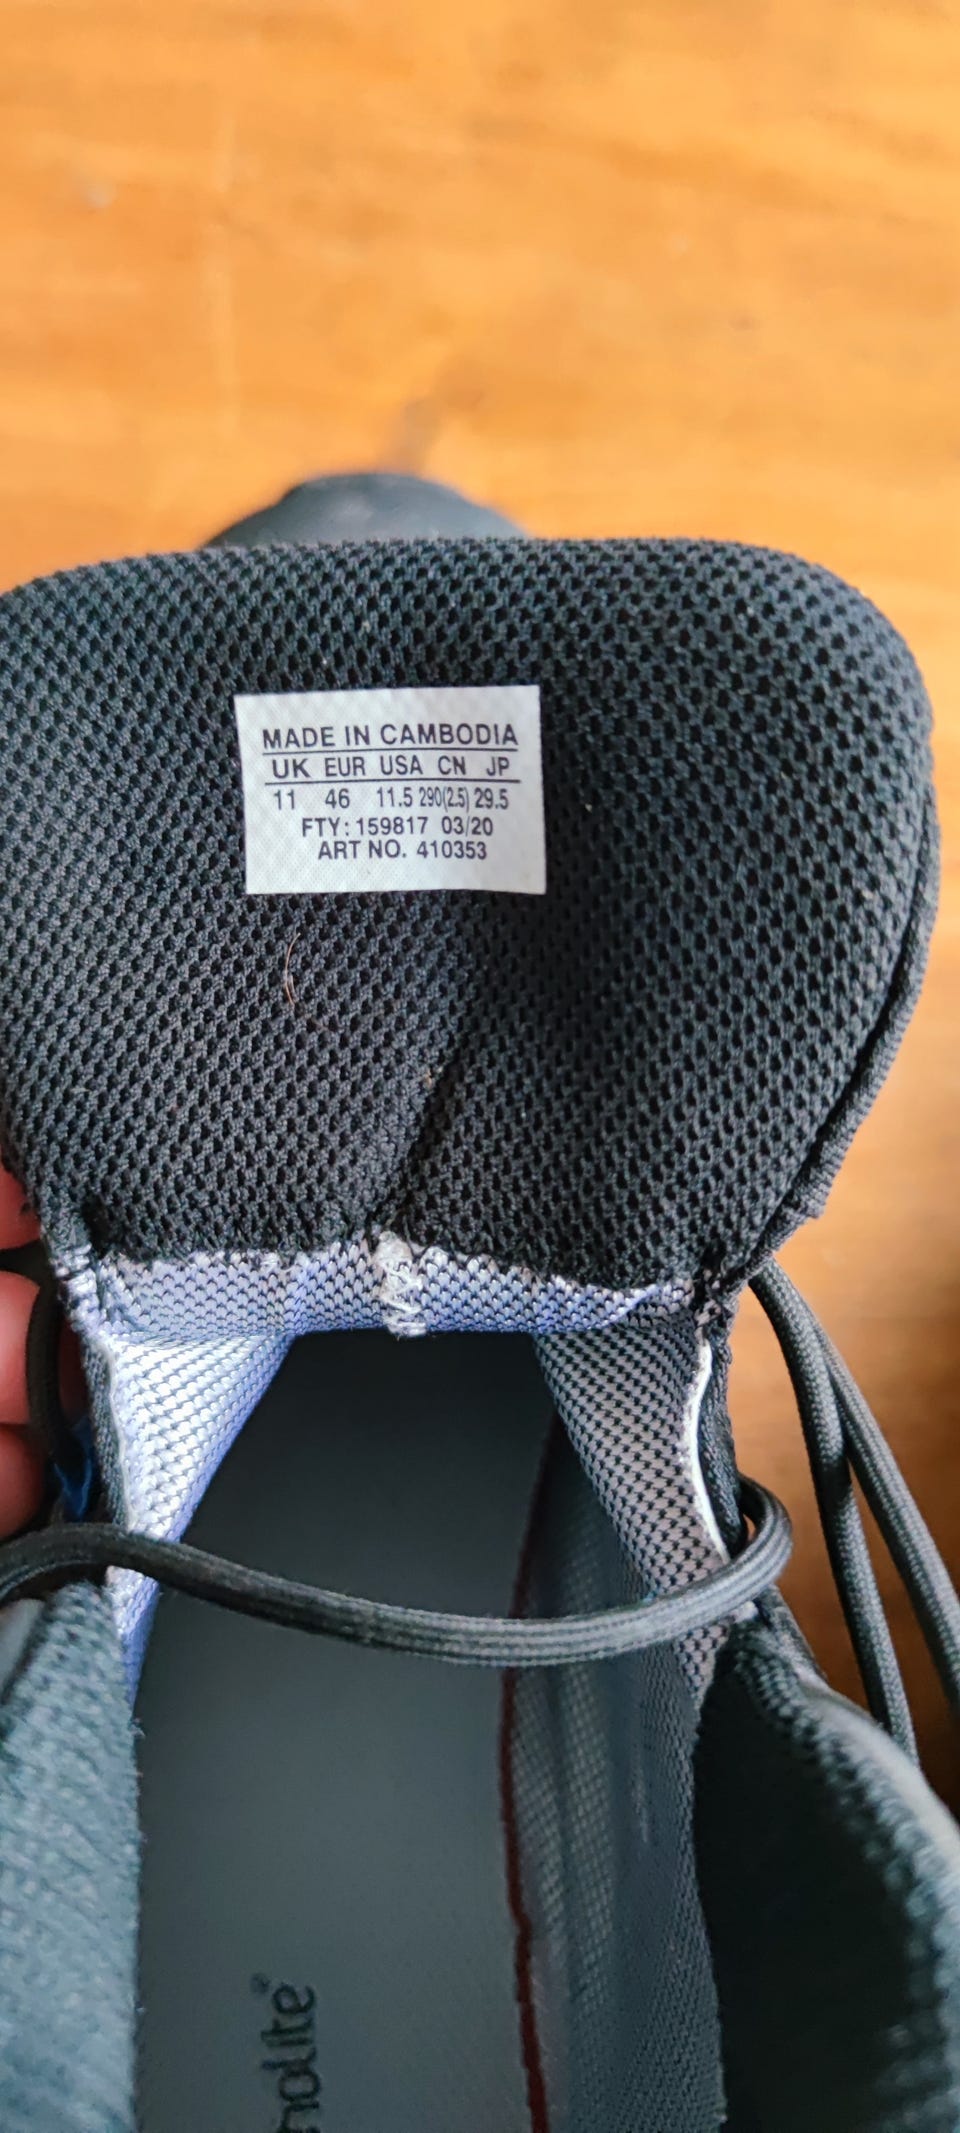 MADE IN CAMBODIA
UK EUR USA CN JP
11 46 11.5 290(2.5) 29.5
FTY: 159817 03/20
ART NO. 410353